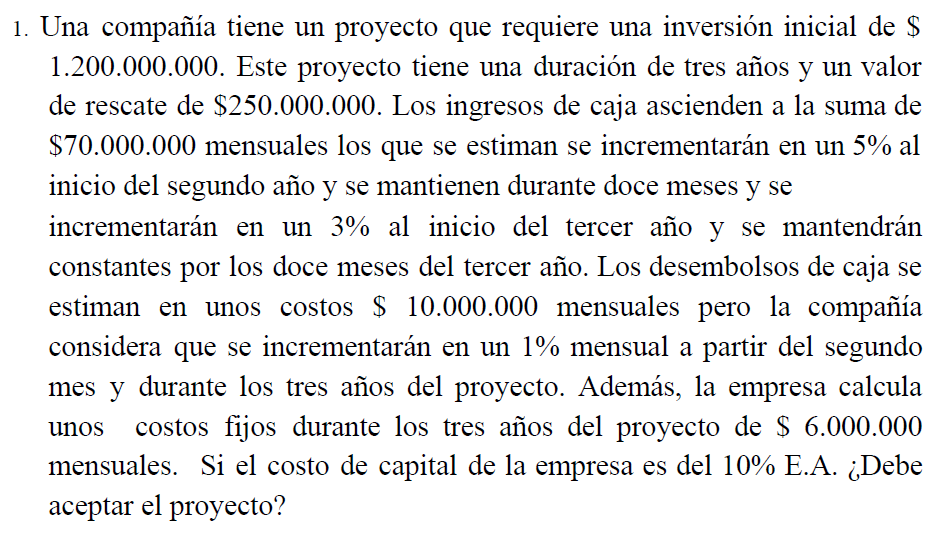 1. Una compañía tiene un proyecto que requiere una inversión inicial de $
1.200.000.000. Este proyecto tiene una duración de tres años y un valor
de rescate de $250.000.000. Los ingresos de caja ascienden a la suma de
$70.000.000 mensuales los que se estiman se incrementarán en un 5% al
inicio del segundo año y se mantienen durante doce meses y se
incrementarán en un 3% al inicio del tercer año y se mantendrán
constantes por los doce meses del tercer año. Los desembolsos de caja se
estiman en unos costos $ 10.000.000 mensuales pero la compañía
considera que se incrementarán en un 1% mensual a partir del segundo
mes y durante los tres años del proyecto. Además, la empresa calcula
unos costos fijos durante los tres años del proyecto de $ 6.000.000
mensuales. Si el costo de capital de la empresa es del 10% E.A. ¿Debe
aceptar el proyecto?